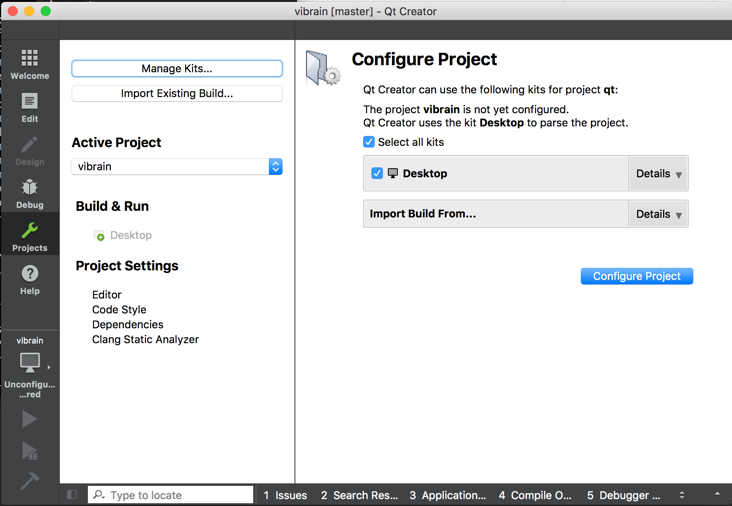 vibrain [master] - Qt Creator
Welcome
Edit
Design
Debug
Projects
Help
vibrain
Unconfigu...
...red
Manage Kits...
Import Existing Build...
Active Project
vibrain
Build & Run
Desktop
Project Settings
Editor
Code Style
Dependencies
Clang Static Analyzer
Configure Project
Qt Creator can use the following kits for project qt:
The project vibrain is not yet configured.
Qt Creator uses the kit Desktop to parse the project.
Select all kits
Desktop Details
Import Build From... Details
Configure Project
Type to locate 1 Issues 2 Search Res... 3 Application... 4 Compile O... 5 Debugger ...